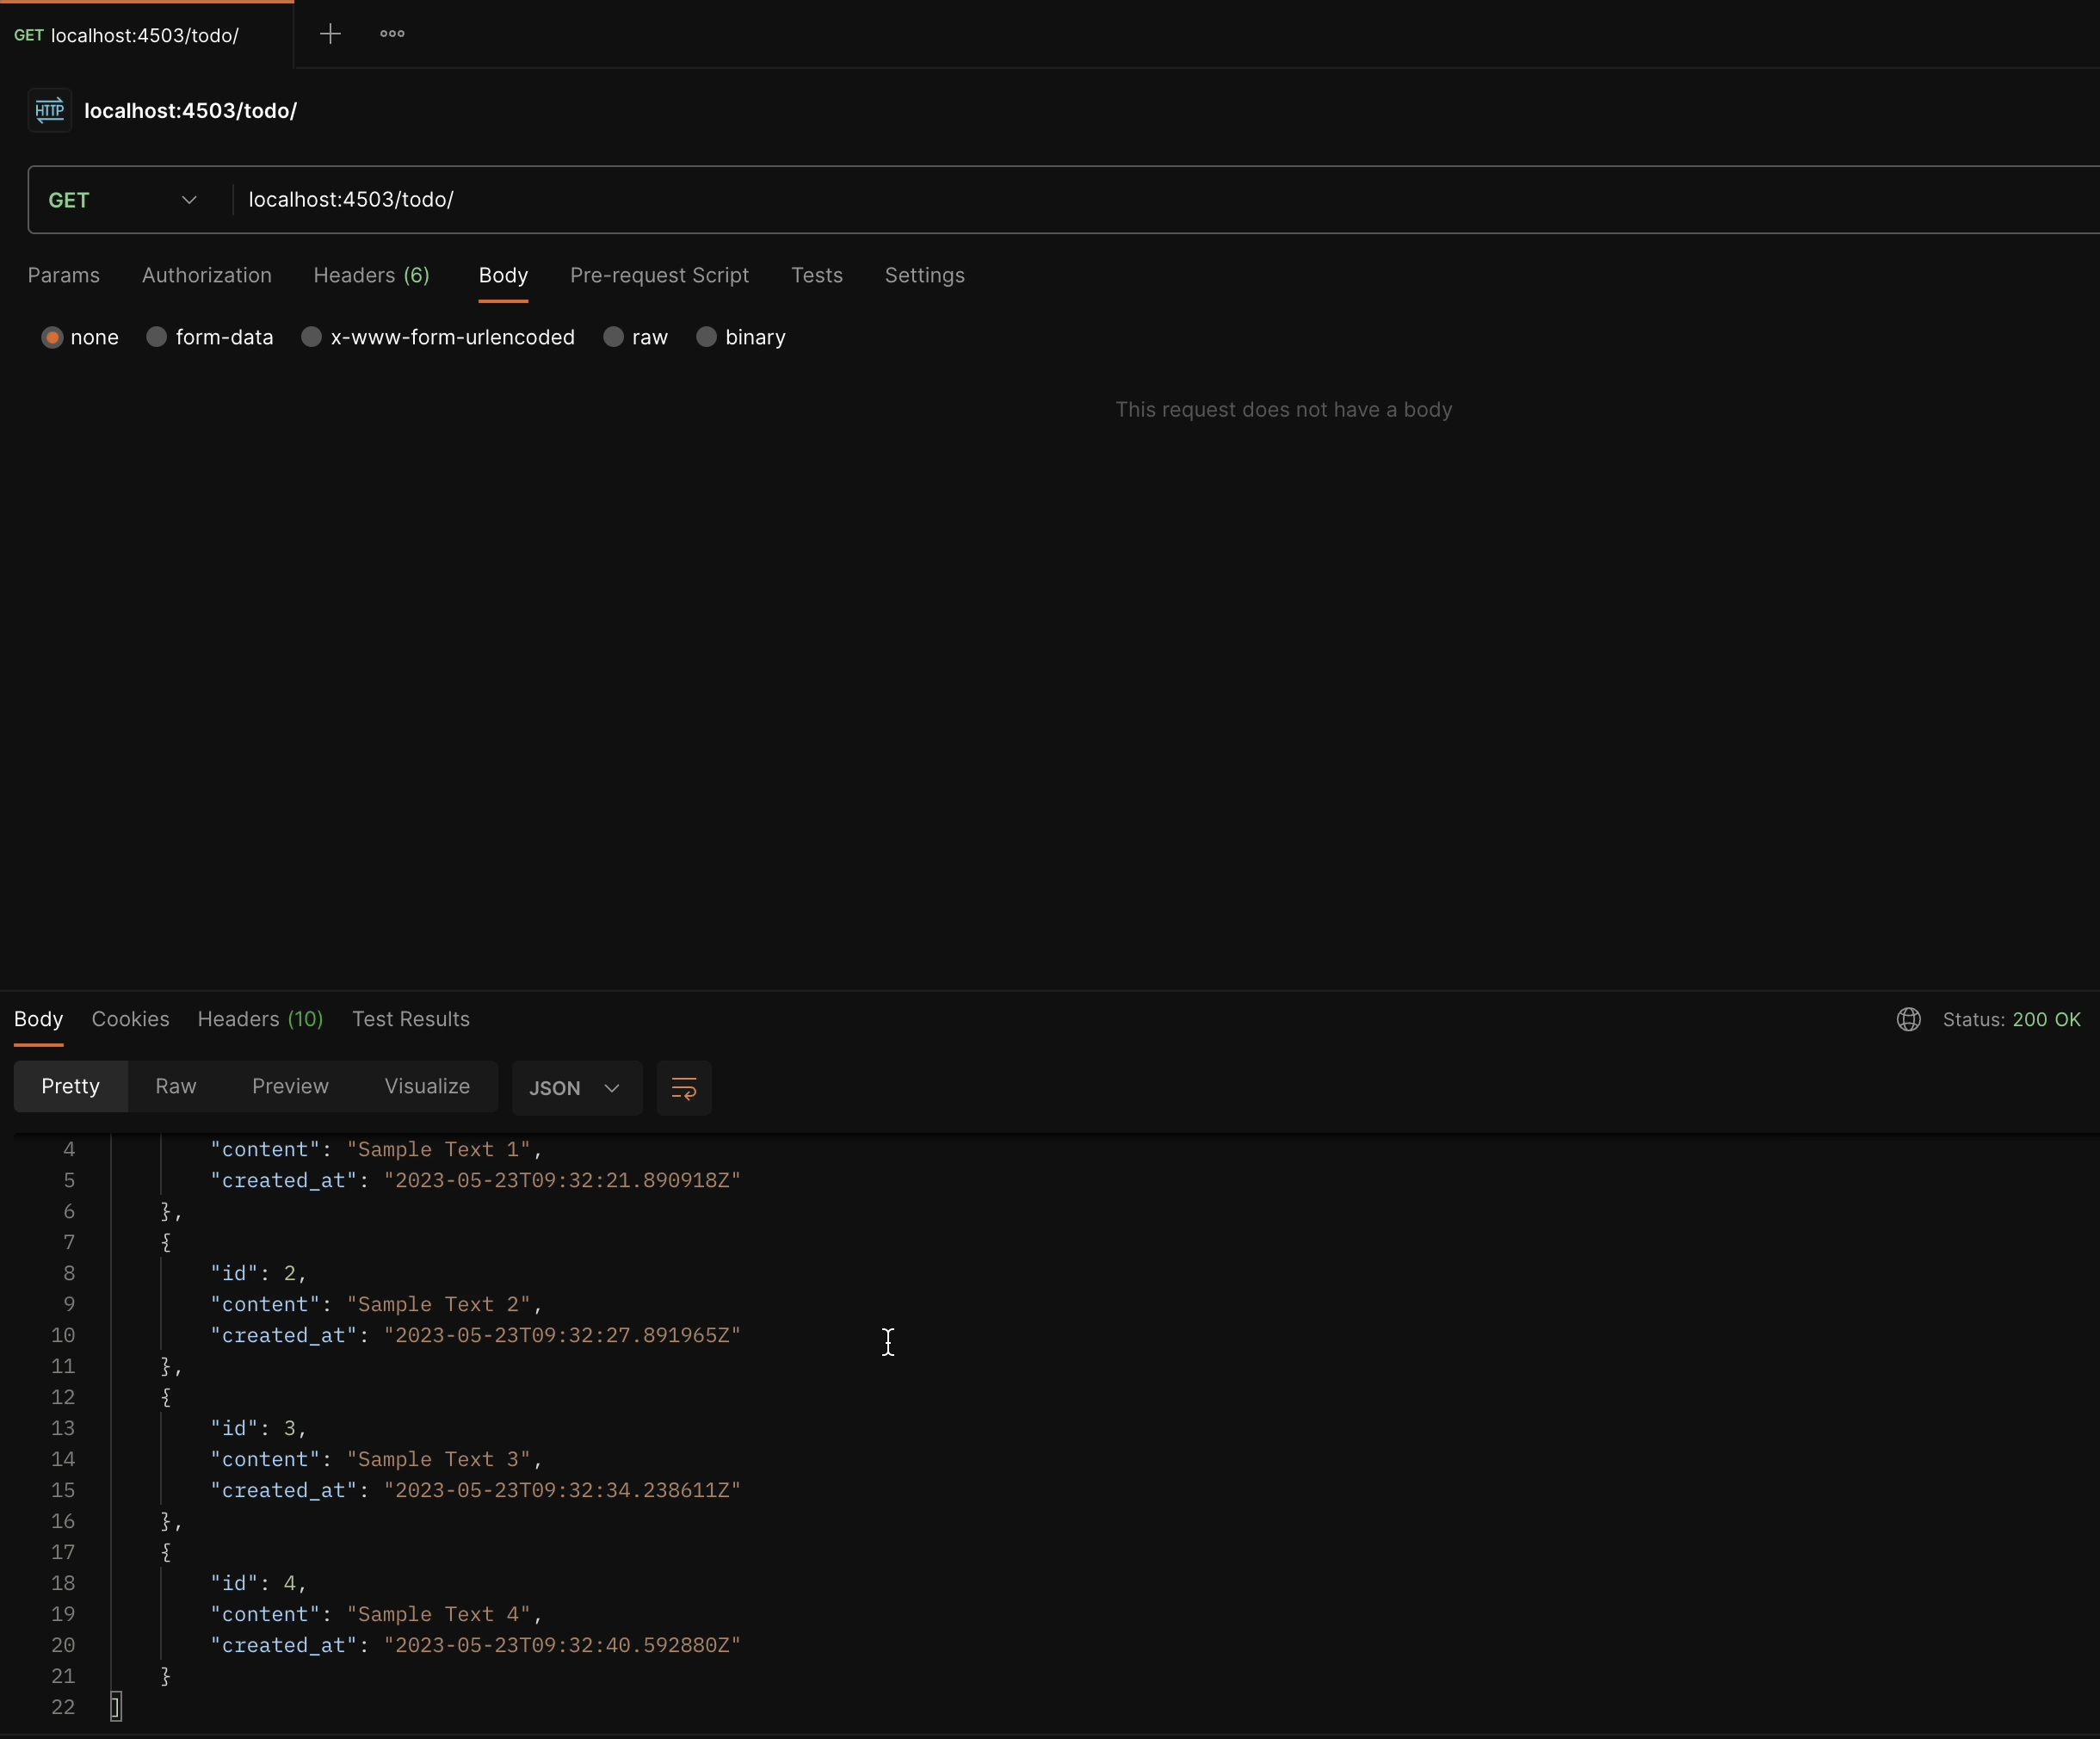 GET localhost:4503/todo/
HTTP localhost:4503/todo/
GET localhost:4503/todo/
Params Authorization Headers (6) Body Pre-request Script Tests Settings
none form-data x-www-form-urlencoded raw binary
This request does not have a body
Body Cookies Headers (10) Test Results Status: 200 OK
Pretty Raw Preview Visualize JSON
4 "content": "Sample Text 1",
5 "created_at": "2023-05-23T09:32:21.890918Z"
6 },
7 {
8 "id": 2,
9 "content": "Sample Text 2",
10 "created_at": "2023-05-23T09:32:27.891965Z"
11 },
12 {
13 "id": 3,
14 "content": "Sample Text 3",
15 "created_at": "2023-05-23T09:32:34.238611Z"
16 },
17 {
18 "id": 4,
19 "content": "Sample Text 4",
20 "created_at": "2023-05-23T09:32:40.592880Z"
21 }
22 ]